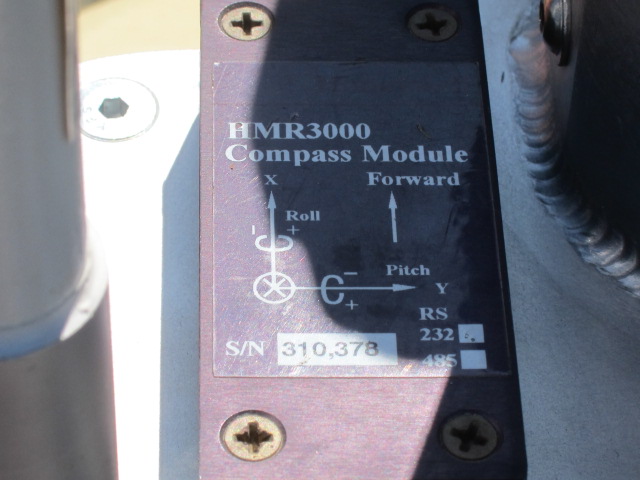 HMR3000
Compass Module
X Forward
Roll
- +
Pitch
-
Y
+
RS
232
S/N 310,378
485